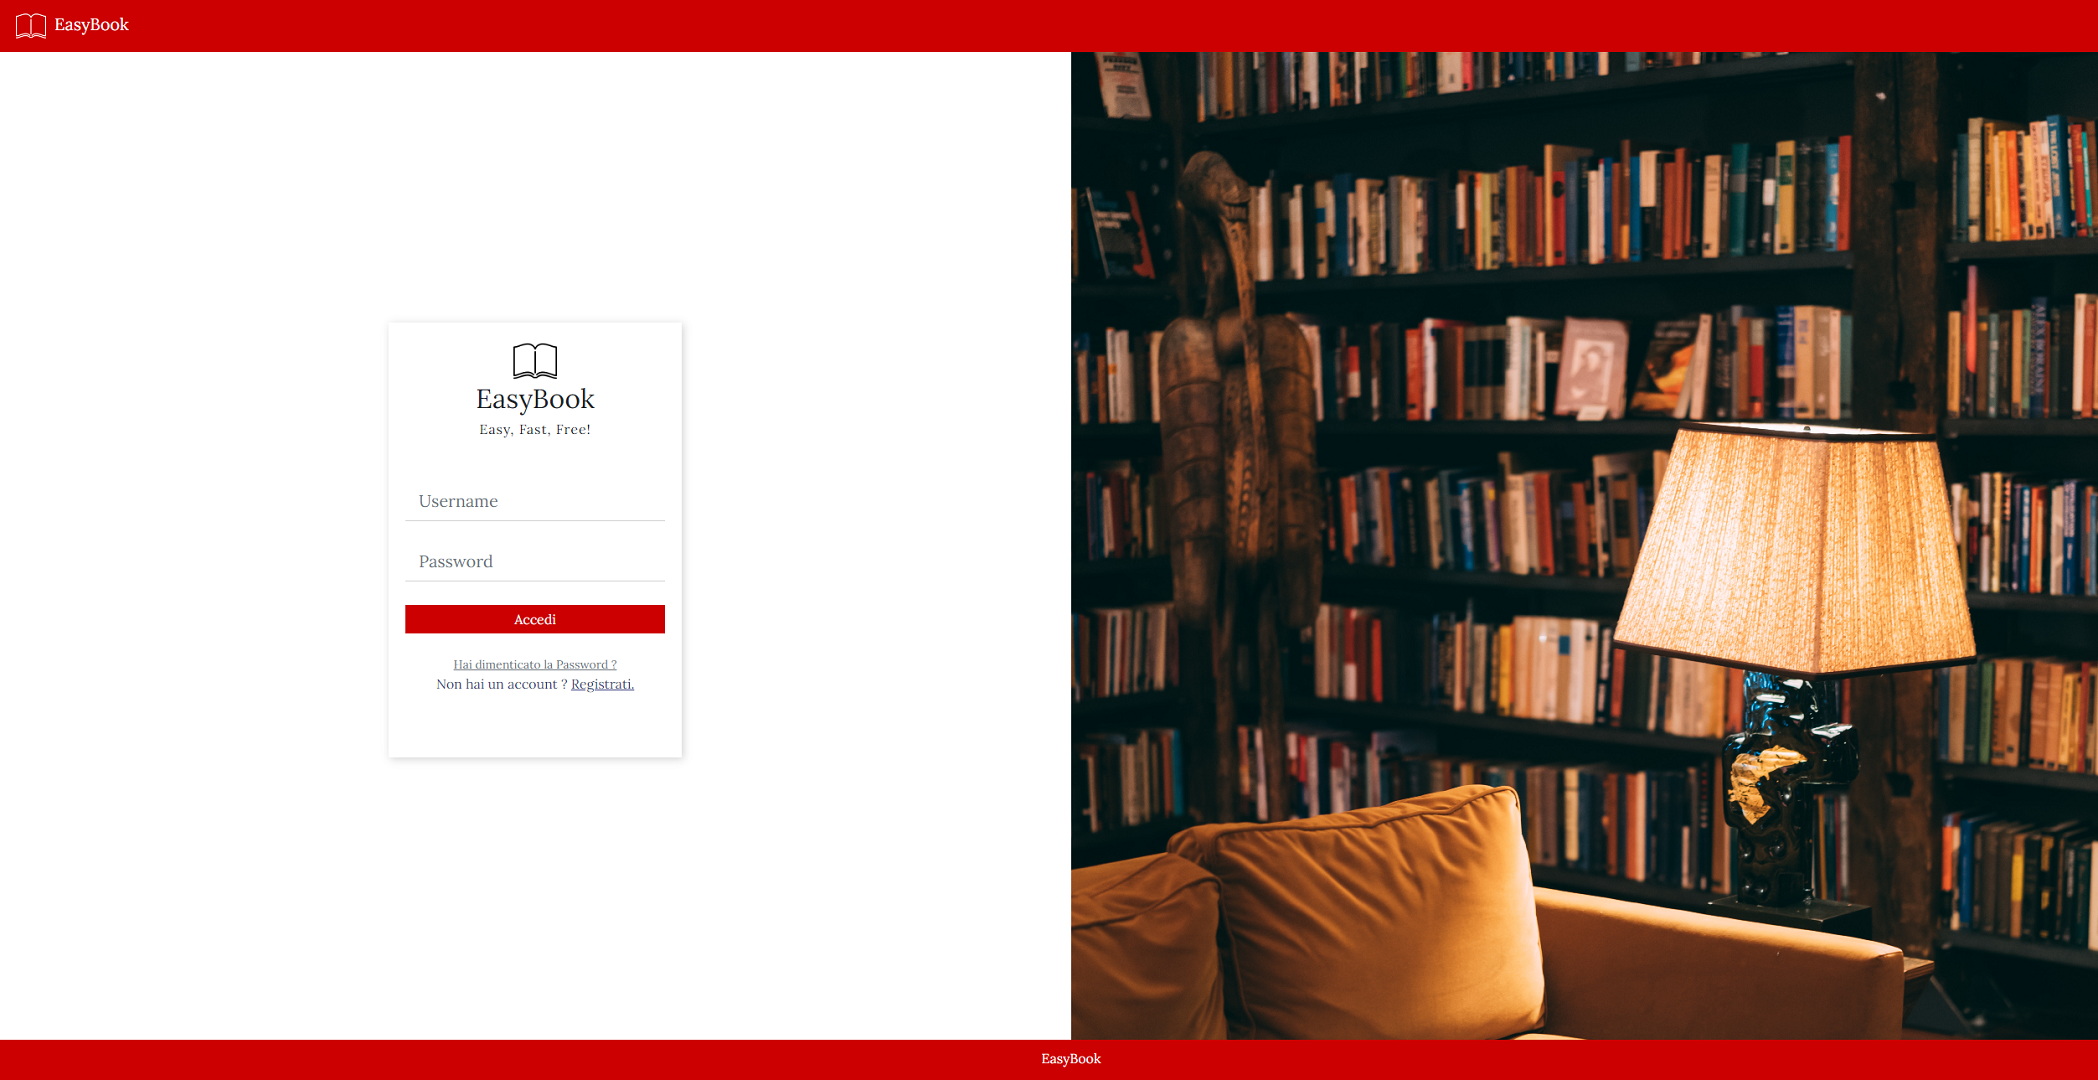 EasyBook
EasyBook
Easy, Fast, Free!
Username
Password
Accedi
Hai dimenticato la Password ?
Non hai un account ? Registrati.
EasyBook